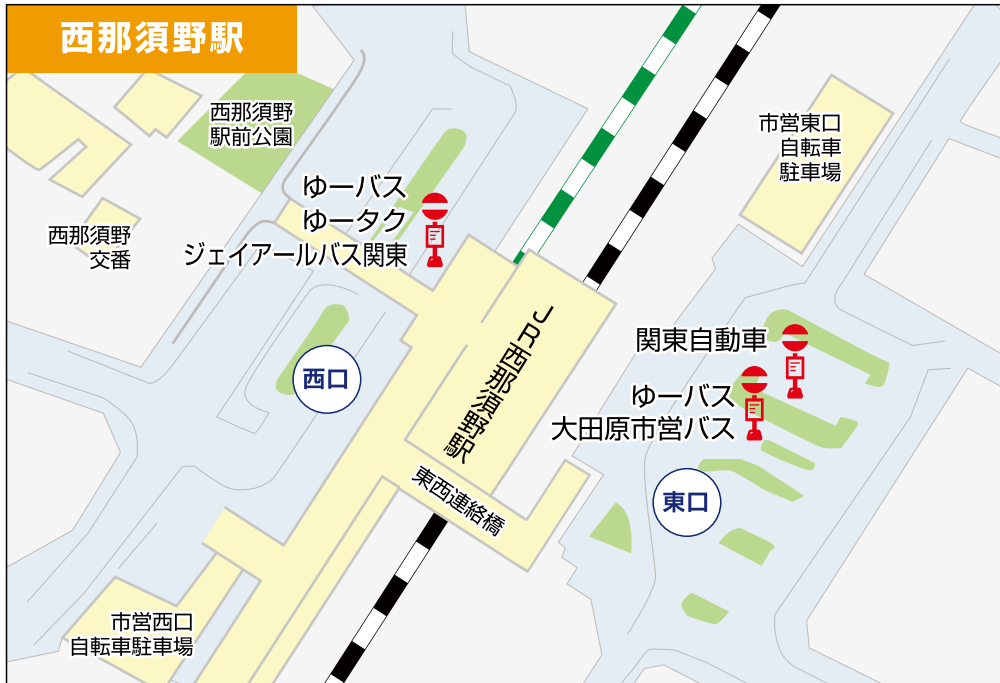 西那須野駅
西那須野
駅前公園
市営東口
自転車
駐車場
ゆーバス
ゆータク
ジェイアールバス関東
西那須野
交番
JR西那須野駅
関東自動車
ゆーバス
大田原市営バス
西口
東西連絡橋
東口
市営西口
自転車駐車場